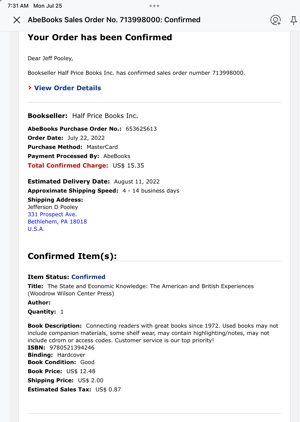 7:31 AM Mon Jul 25
AbeBooks Sales Order No. 713998000: Confirmed
Your Order has been Confirmed
Dear Jeff Pooley,
Bookseller Half Price Books Inc. has confirmed sales order number 713998000.
View Order Details
Bookseller: Half Price Books Inc.
AbeBooks Purchase Order No.: 653625613
Order Date: July 22, 2022
Purchase Method: MasterCard
Payment Processed By: AbeBooks
Total Confirmed Charge: US$ 15.35
Estimated Delivery Date: August 11, 2022
Approximate Shipping Speed: 4 - 14 business days
Shipping Address:
Jefferson D Pooley
331 Prospect Ave.
Bethlehem, PA 18018
U.S.A.
Confirmed Item(s):
Item Status: Confirmed
Title: The State and Economic Knowledge: The American and British Experiences
(Woodrow Wilson Center Press)
Author:
Quantity: 1
Book Description: Connecting readers with great books since 1972. Used books may not
include companion materials, some shelf wear, may contain highlighting/notes, may not
include cdrom or access codes. Customer service is our top priority!
ISBN: 9780521394246
Binding: Hardcover
Book Condition: Good
Book Price: US$ 12.48
Shipping Price: US$ 2.00
Estimated Sales Tax: US$ 0.87